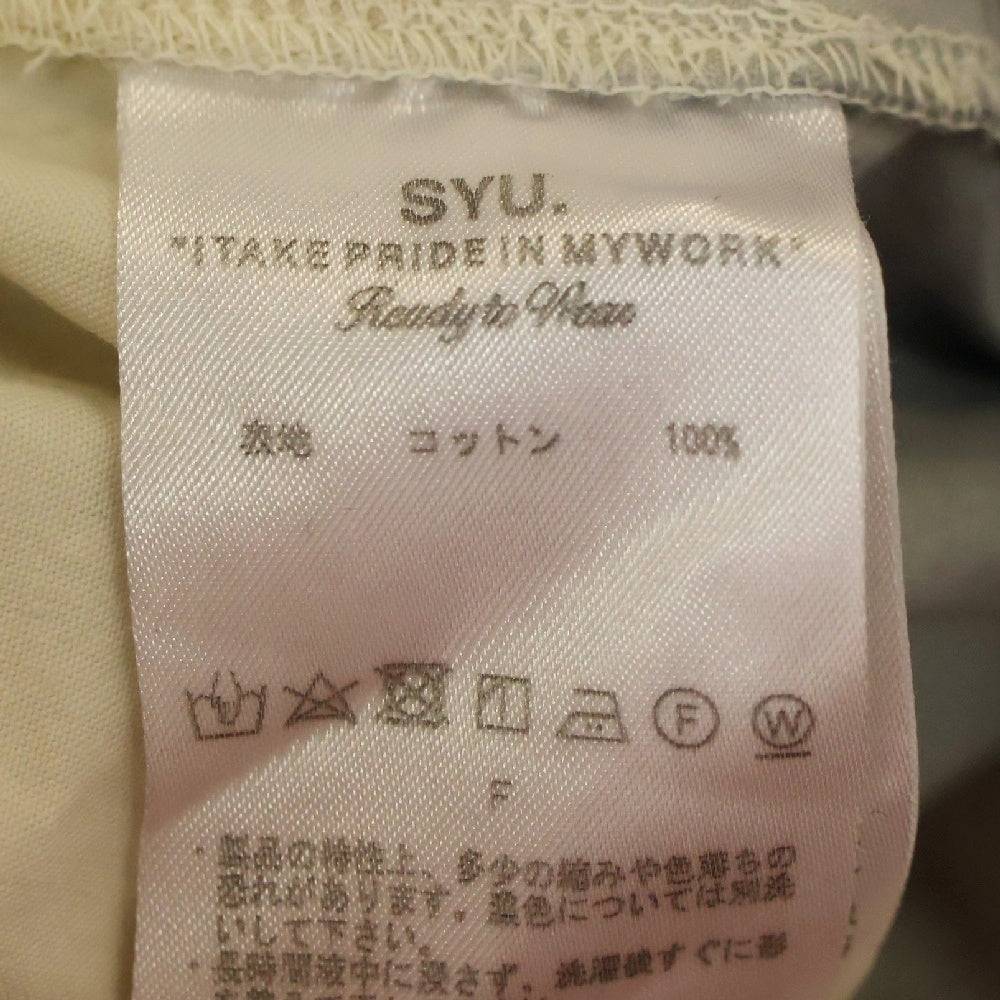 SYU.
"I TAKE PRIDE IN MY WORK"
Ready to Wear
表地 コットン 100%
F W
F
・製品の特性上、多少の縮みや色落ちの
恐れがあります。濃色については別洗
いして下さい。
・長時間液中に浸さず、洗濯後すぐに形